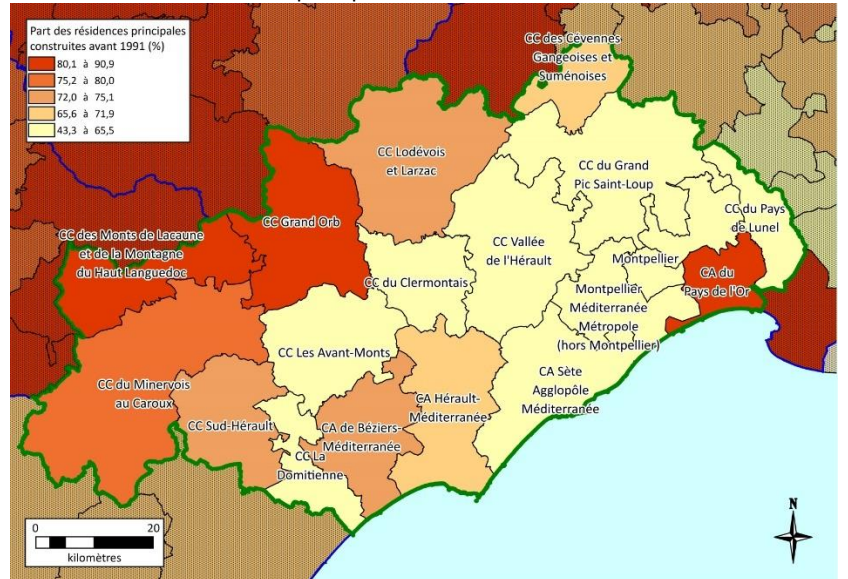 Part des résidences principales
construites avant 1991 (%)
80,1 à 90,9
75,2 à 80,0
72,0 à 75,1
65,6 à 71,9
43,3 à 65,5
CC des Cévennes
Gangeoises et
Suménoises
CC Lodévois
et Larzac
CC du Grand
Pic Saint-Loup
CC du Pays
de Lunel
CC Grand Orb
CC des Monts de Lacaune
et de la Montagne
du Haut Languedoc
CC Vallée
de l'Hérault
Montpellier
CA du
Pays de l'Or
CC du Clermontais
Montpellier
Méditerranée
Métropole
(hors Montpellier)
CC Les Avant-Monts
CA Sète
Agglopôle
Méditerranée
CC du Minervois
au Caroux
CA Hérault-
Méditerranée
CC Sud-Hérault
CA de Béziers-
Méditerranée
CC La
Domitienne
0 20
kilomètres
N